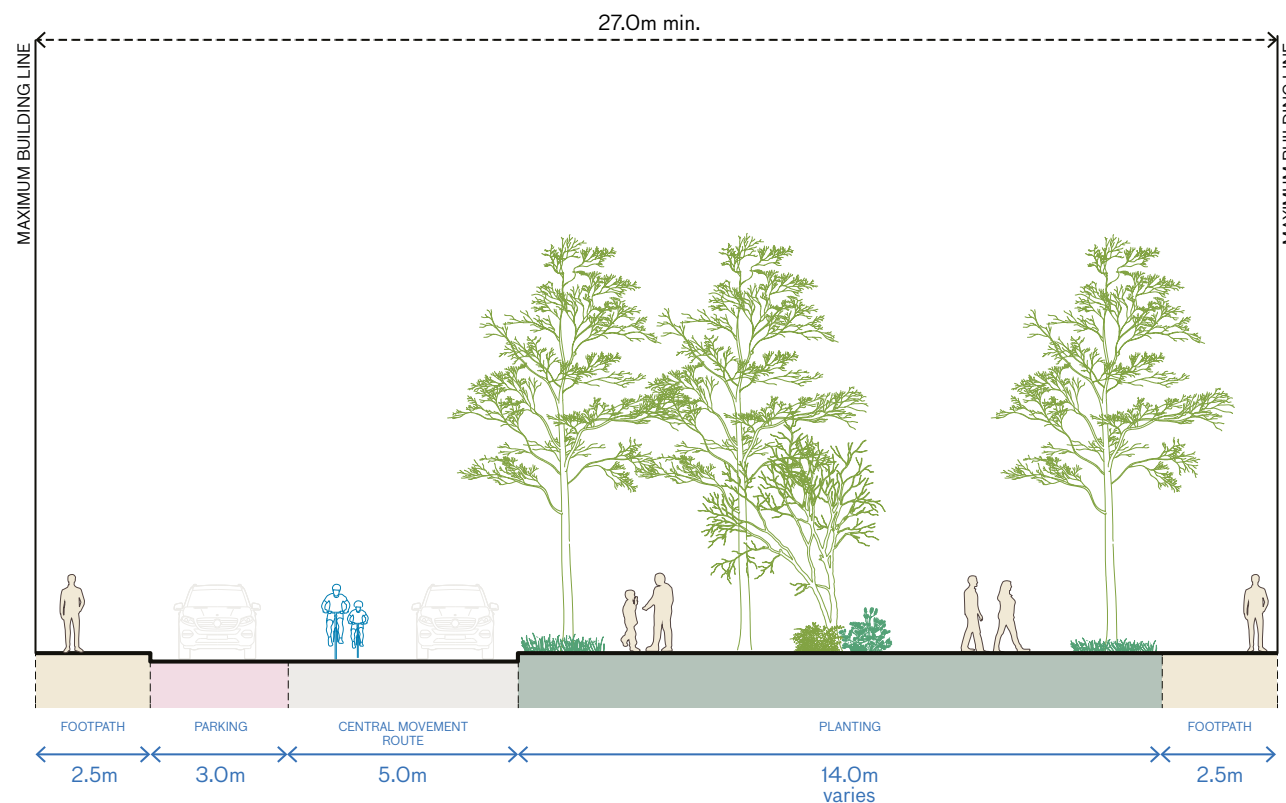 27.0m min.
MAXIMUM BUILDING LINE
MAXIMUM BUILDING LINE
FOOTPATH
PARKING
CENTRAL MOVEMENT
ROUTE
PLANTING
FOOTPATH
2.5m
3.0m
5.0m
14.0m
varies
2.5m